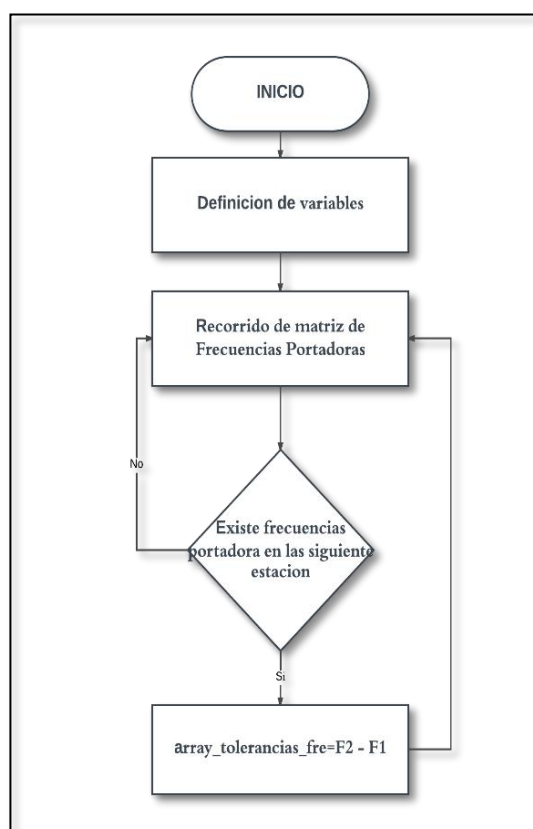 INICIO
Definicion de variables
Recorrido de matriz de
Frecuencias Portadoras
No
Existe frecuencias
portadora en las siguiente
estacion
Si
array_tolerancias_fre=F2 - F1